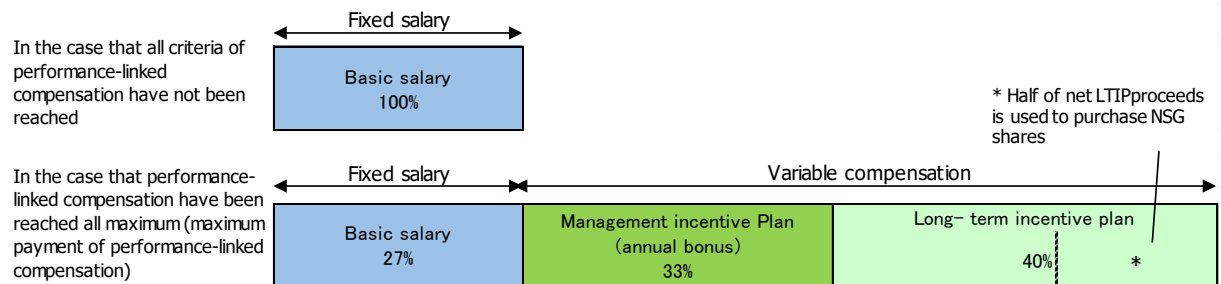 Fixed salary
In the case that all criteria of
performance-linked
compensation have not been
reached
Basic salary
100%
* Half of net LTIPproceeds
is used to purchase NSG
shares
In the case that performance-
linked compensation have been
reached all maximum (maximum
payment of performance-linked
compensation)
Fixed salary
Variable compensation
Basic salary
27%
Management incentive Plan
(annual bonus)
33%
Long- term incentive plan
40%
*